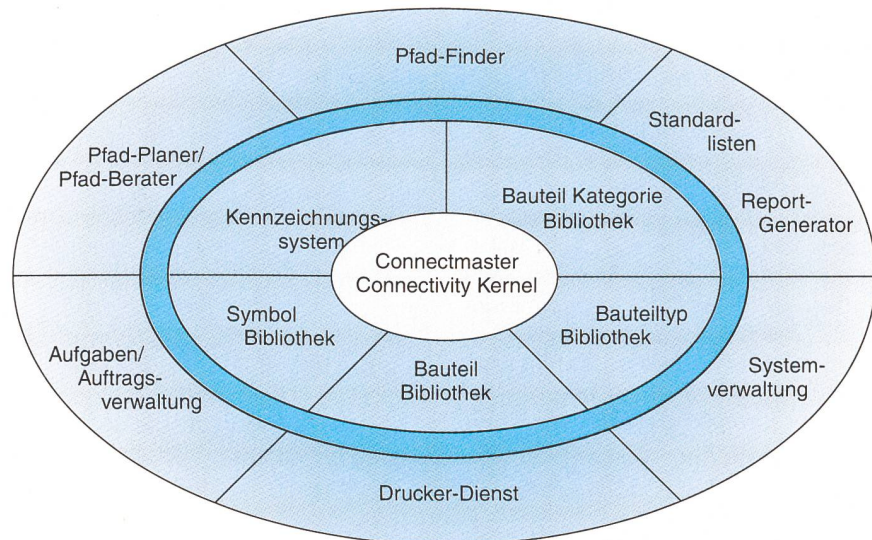 Pfad-Finder
Standard-
listen
Pfad-Planer/
Pfad-Berater
Report-
Generator
Kennzeichnungs-
system
Bauteil Kategorie
Bibliothek
Connectmaster
Connectivity Kernel
Symbol
Bibliothek
Bauteiltyp
Bibliothek
Bauteil
Bibliothek
Aufgaben/
Auftrags-
verwaltung
System-
verwaltung
Drucker-Dienst